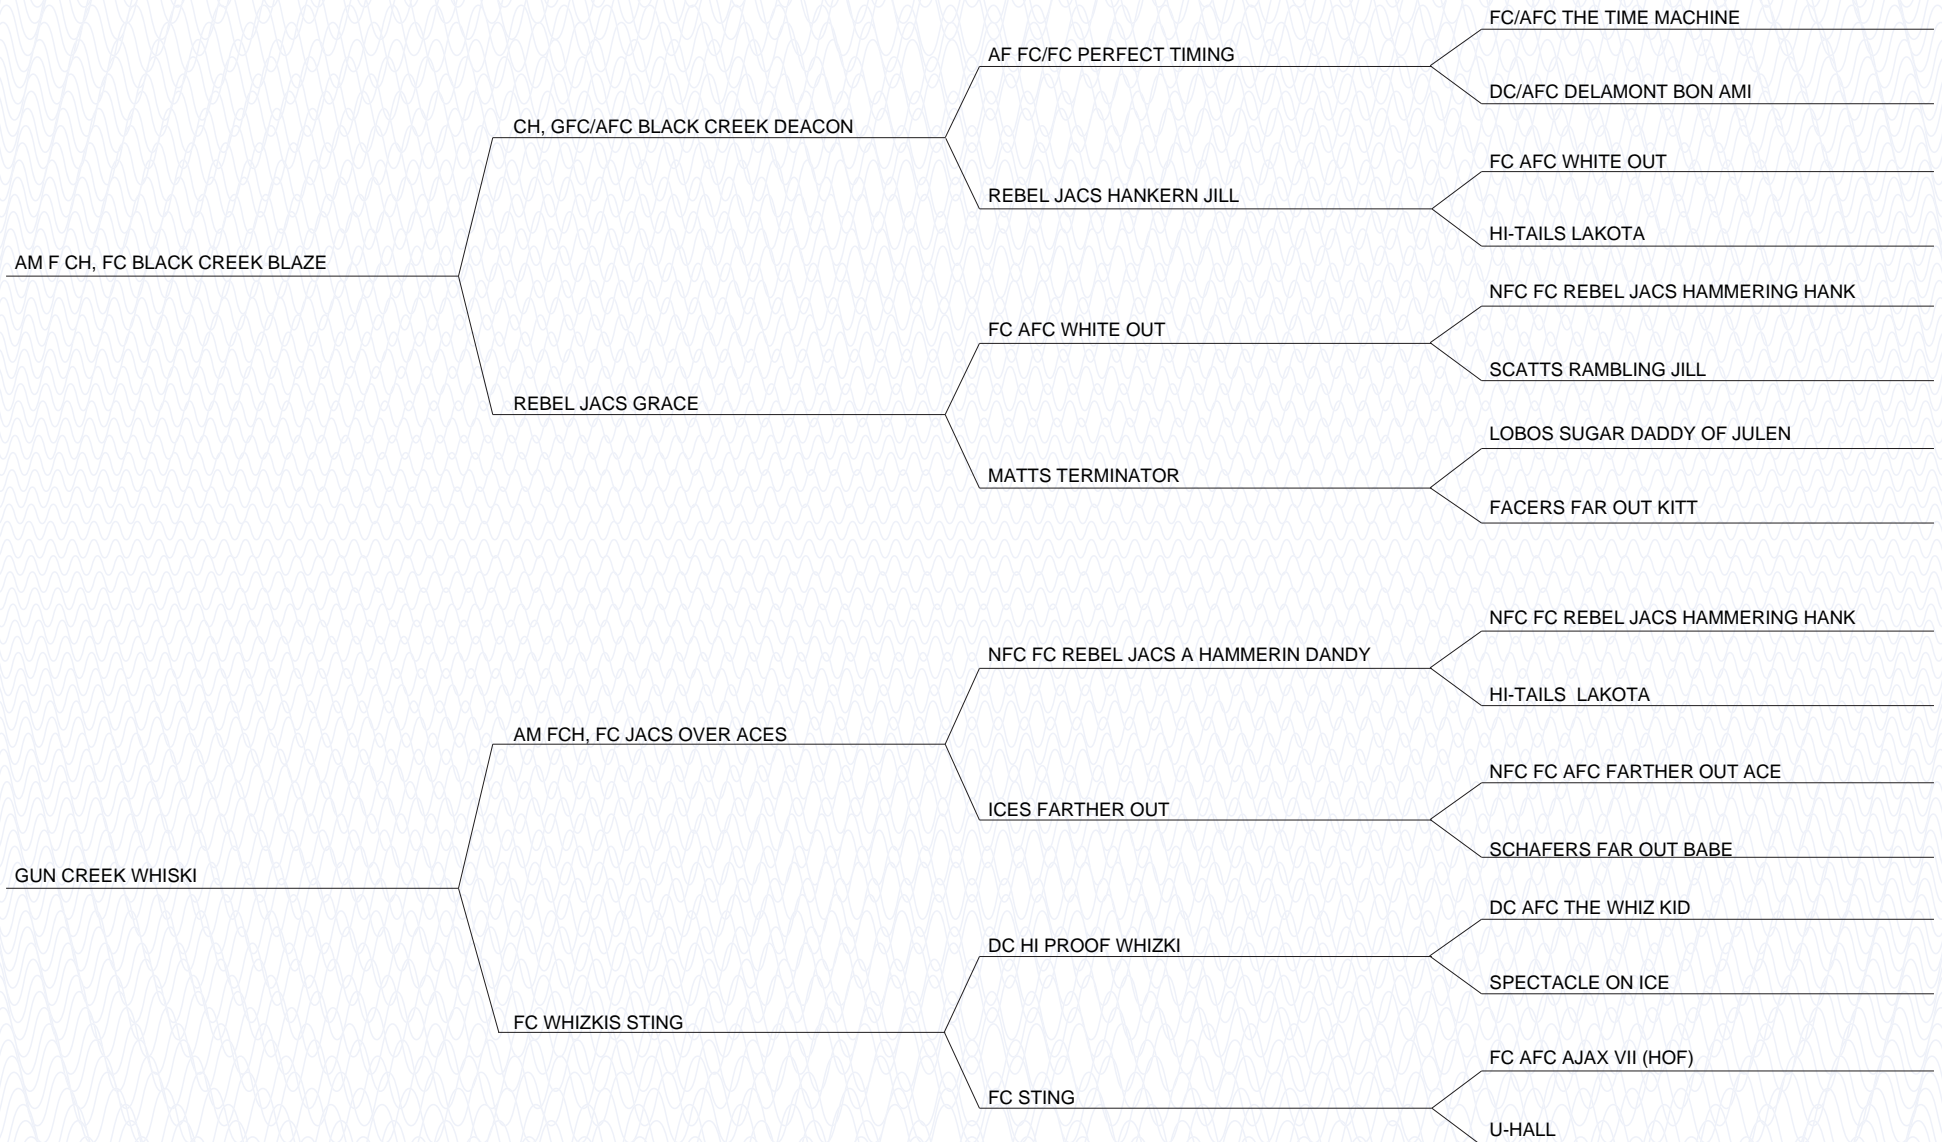 FC/AFC THE TIME MACHINE
AF FC/FC PERFECT TIMING
DC/AFC DELAMONT BON AMI
CH, GFC/AFC BLACK CREEK DEACON
FC AFC WHITE OUT
REBEL JACS HANKERN JILL
HI-TAILS LAKOTA
AM F CH, FC BLACK CREEK BLAZE
NFC FC REBEL JACS HAMMERING HANK
FC AFC WHITE OUT
SCATTS RAMBLING JILL
REBEL JACS GRACE
LOBOS SUGAR DADDY OF JULEN
MATTS TERMINATOR
FACERS FAR OUT KITT
NFC FC REBEL JACS HAMMERING HANK
NFC FC REBEL JACS A HAMMERIN DANDY
HI-TAILS  LAKOTA
AM FCH, FC JACS OVER ACES
NFC FC AFC FARTHER OUT ACE
ICES FARTHER OUT
SCHAFERS FAR OUT BABE
GUN CREEK WHISKI
DC AFC THE WHIZ KID
DC HI PROOF WHIZKI
SPECTACLE ON ICE
FC WHIZKIS STING
FC AFC AJAX VII (HOF)
FC STING
U-HALL